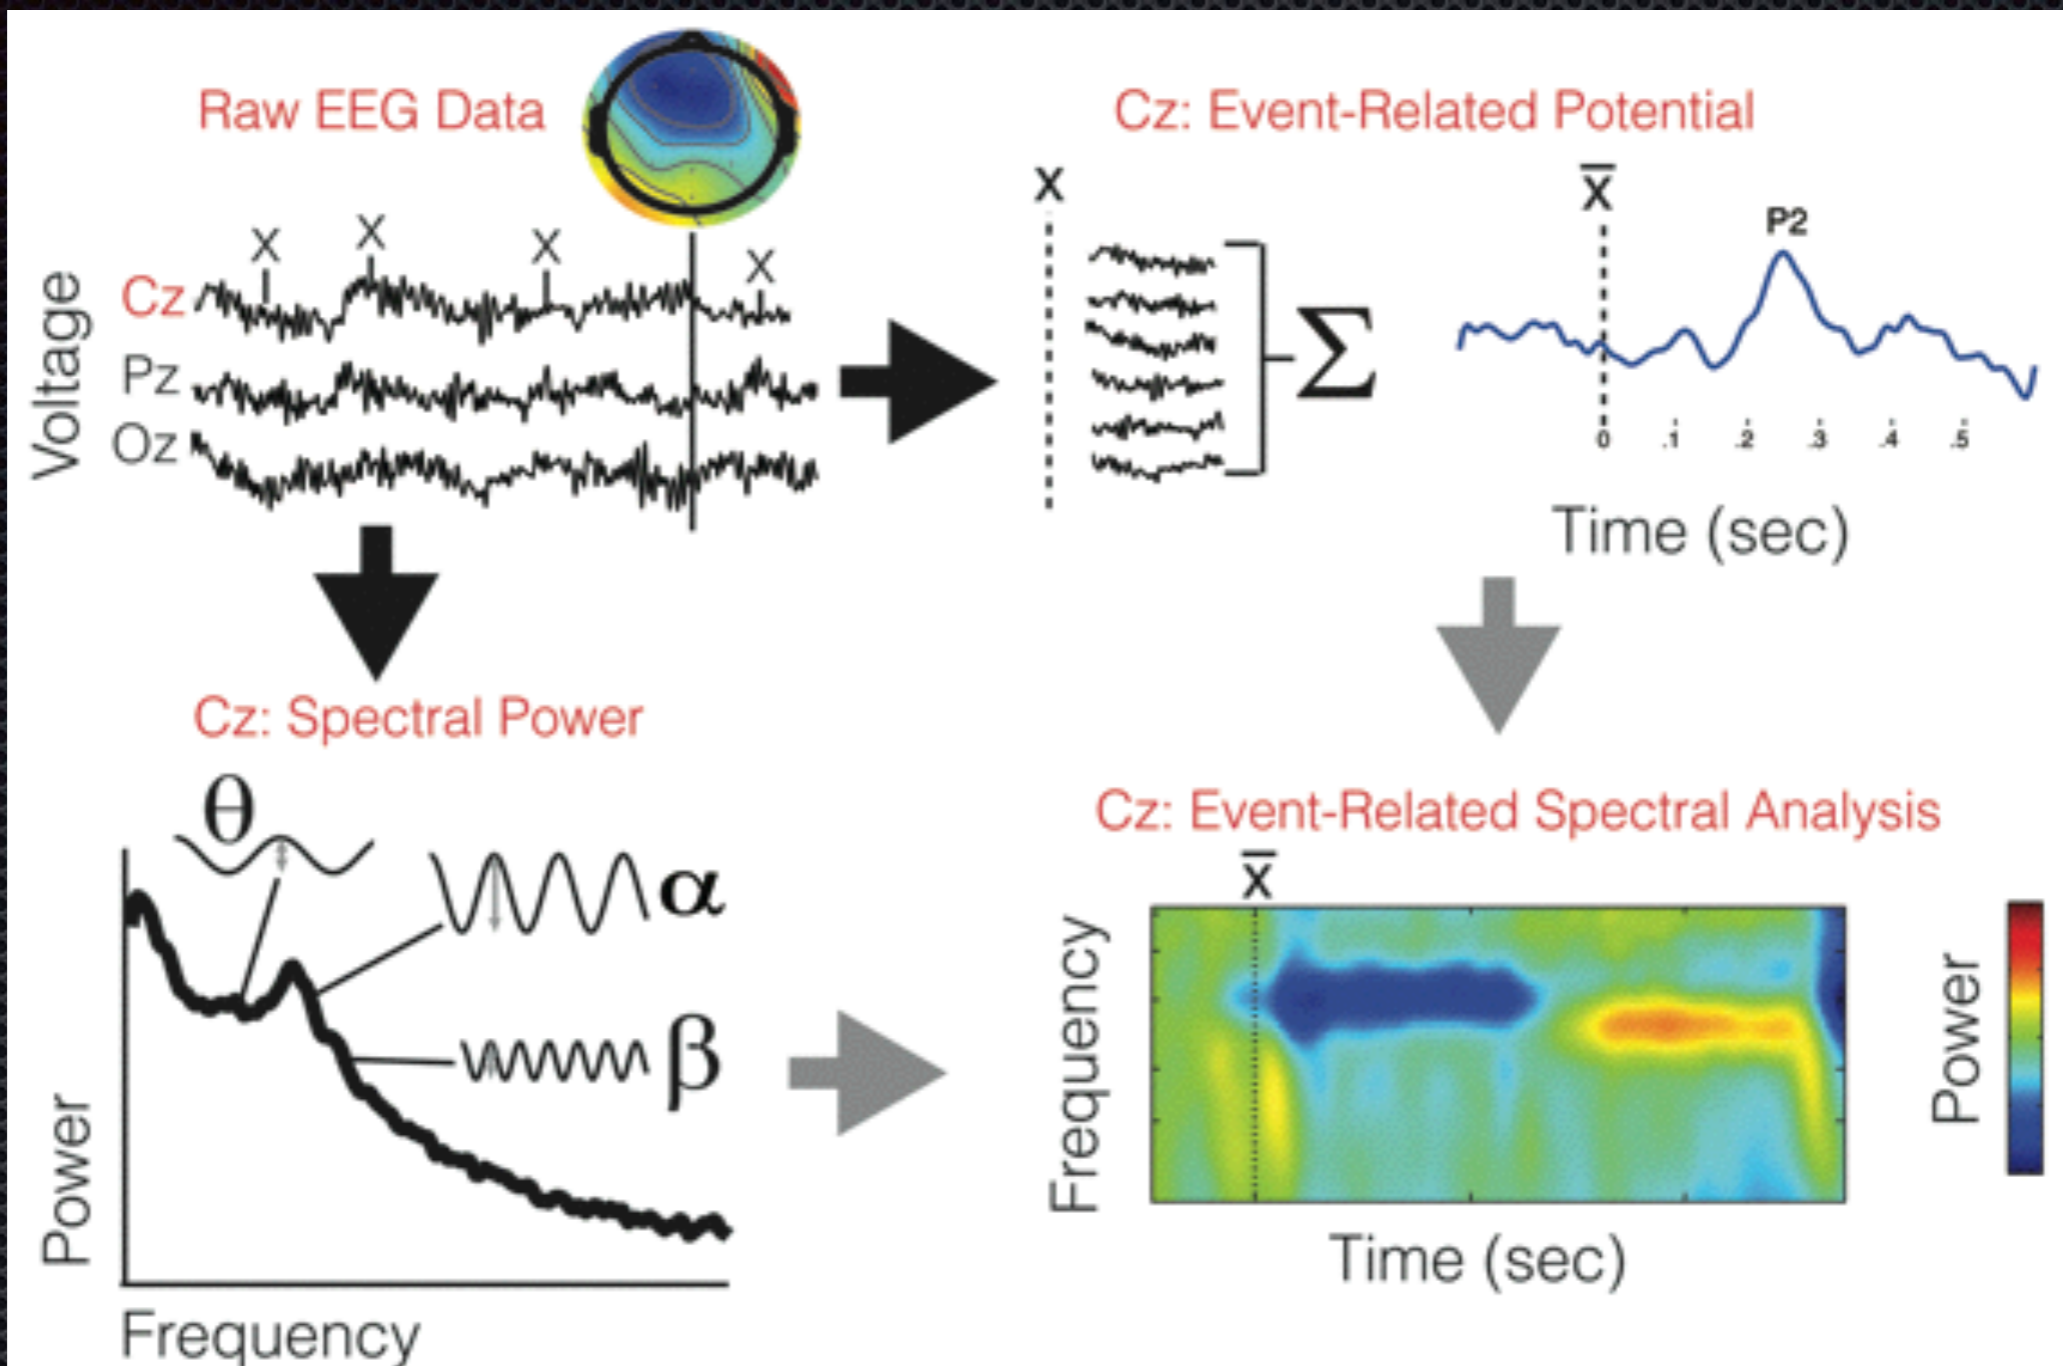 Raw EEG Data
X X X X
Voltage
Cz
Pz
Oz
Cz: Event-Related Potential
X
Σ
X̅
P2
0 .1 .2 .3 .4 .5
Time (sec)
Cz: Spectral Power
θ
α
β
Power
Frequency
Cz: Event-Related Spectral Analysis
X̅
Frequency
Time (sec)
Power